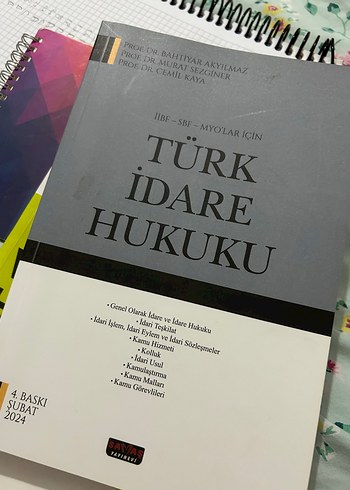 PROF. DR. BAHTİYAR AKYILMAZ
PROF. DR. MURAT SEZGİNER
PROF. DR. CEMİL KAYA
İİBF - SBF - MYO'LAR İÇİN
TÜRK
İDARE
HUKUKU
• Genel Olarak İdare ve İdare Hukuku
• İdari Teşkilat
• İdari İşlem, İdari Eylem ve İdari Sözleşmeler
• Kamu Hizmeti
• Kolluk
• İdari Usul
• Kamulaştırma
• Kamu Malları
• Kamu Görevlileri
4. BASKI
ŞUBAT
2024
SAVAŞ
YAYINEVİ